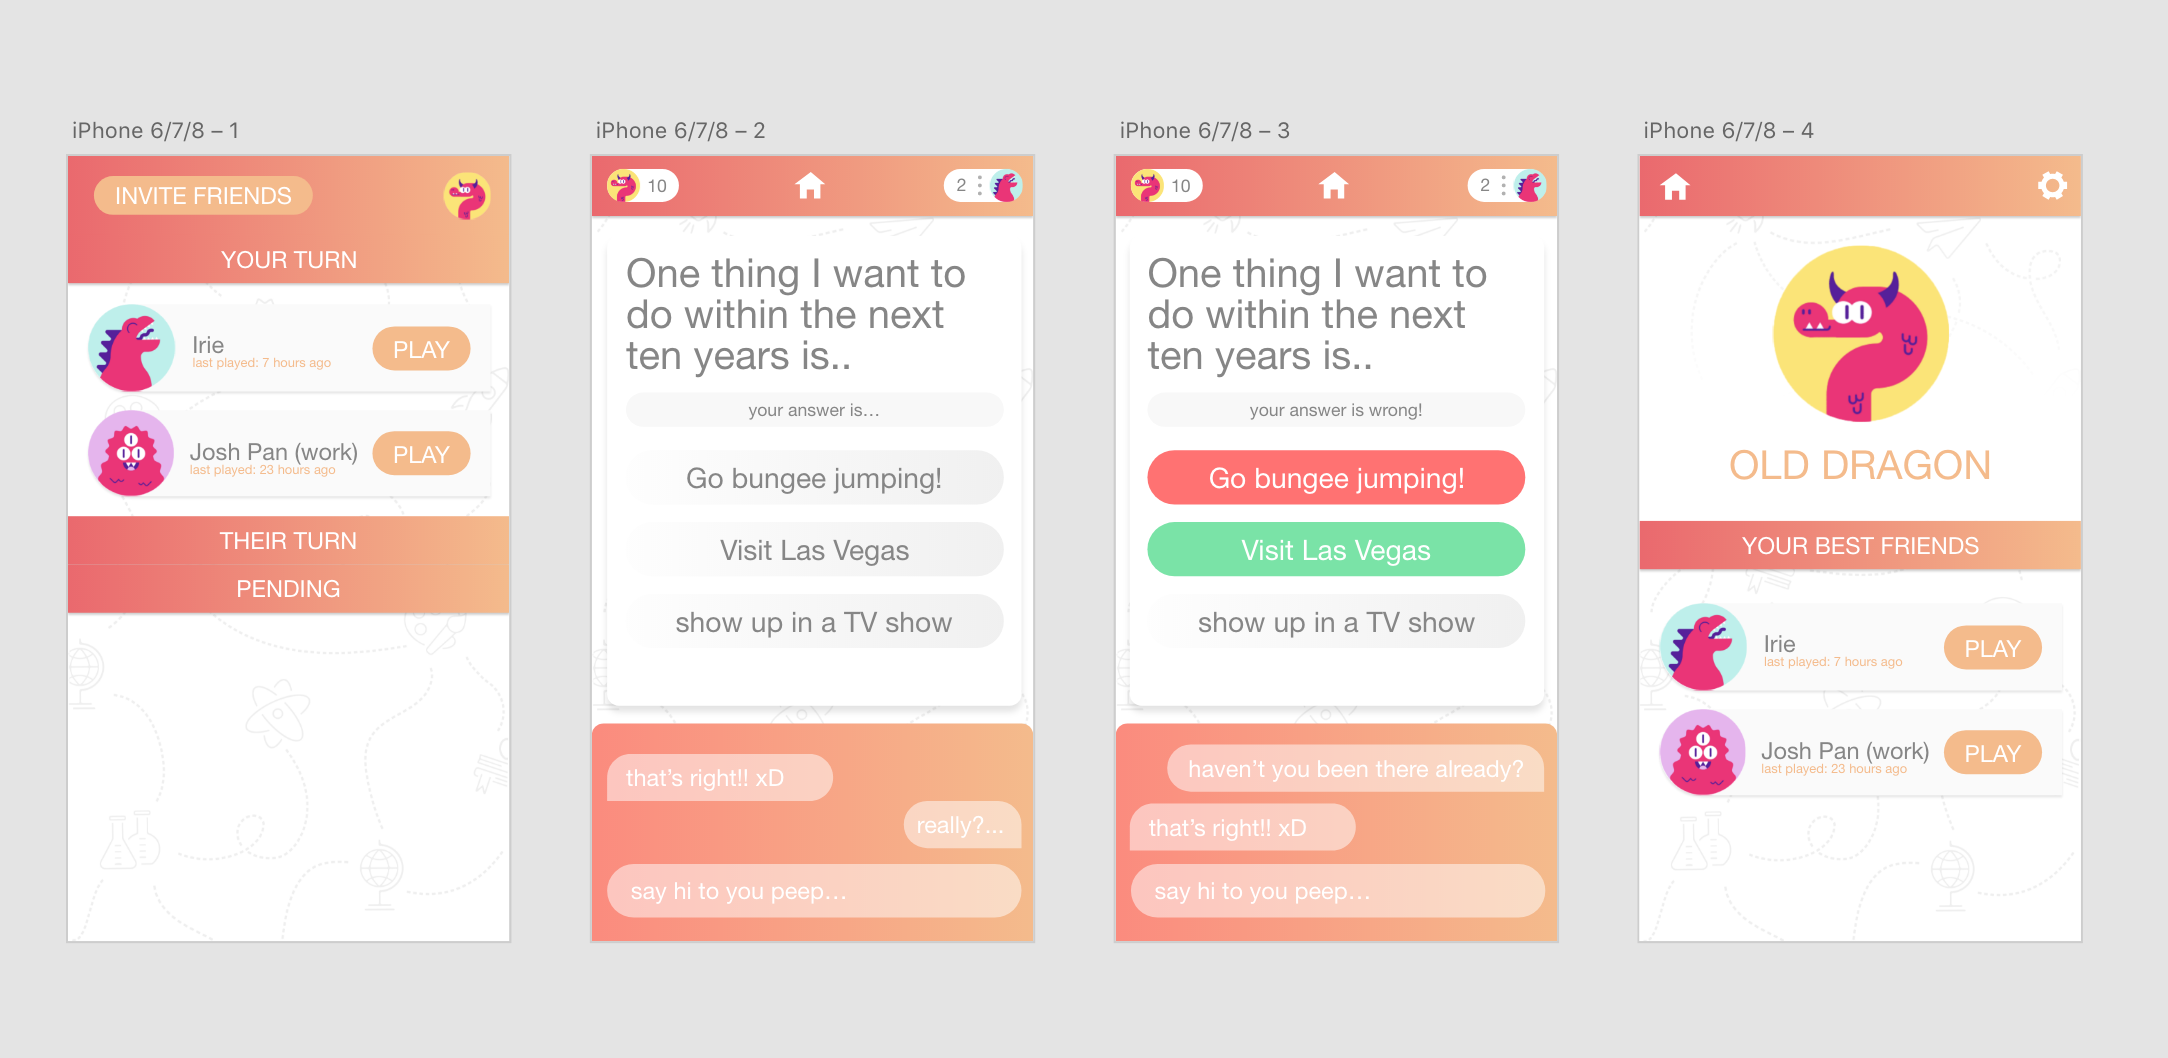 iPhone 6/7/8 – 1
INVITE FRIENDS
YOUR TURN
Irie
last played: 7 hours ago
PLAY
Josh Pan (work)
last played: 23 hours ago
PLAY
THEIR TURN
PENDING
iPhone 6/7/8 – 2
10
2
One thing I want to
do within the next
ten years is..
your answer is...
Go bungee jumping!
Visit Las Vegas
show up in a TV show
that's right!! xD
really?...
say hi to you peep...
iPhone 6/7/8 – 3
10
2
One thing I want to
do within the next
ten years is..
your answer is wrong!
Go bungee jumping!
Visit Las Vegas
show up in a TV show
haven't you been there already?
that's right!! xD
say hi to you peep...
iPhone 6/7/8 – 4
OLD DRAGON
YOUR BEST FRIENDS
Irie
last played: 7 hours ago
PLAY
Josh Pan (work)
last played: 23 hours ago
PLAY